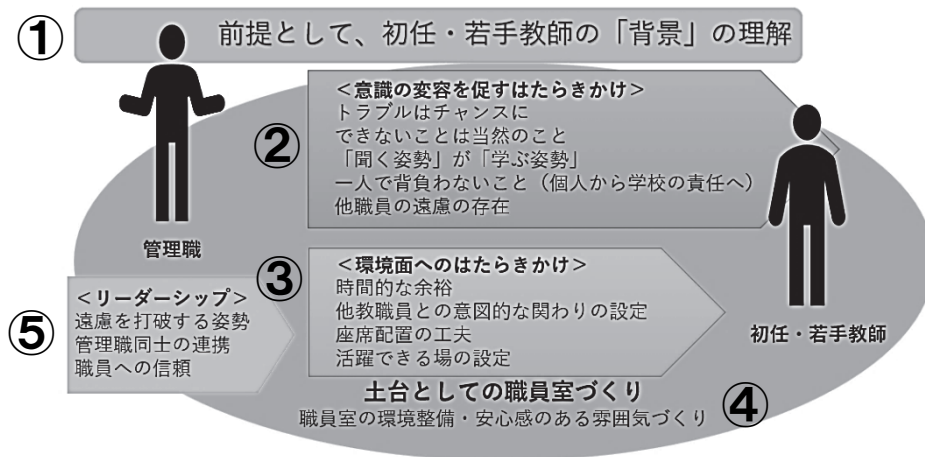 ①
前提として、初任・若手教師の「背景」の理解
②
＜意識の変容を促すはたらきかけ＞
トラブルはチャンスに
できないことは当然のこと
「聞く姿勢」が「学ぶ姿勢」
一人で背負わないこと（個人から学校の責任へ）
他職員の遠慮の存在
管理職
初任・若手教師
③
＜環境面へのはたらきかけ＞
時間的な余裕
他教職員との意図的な関わりの設定
座席配置の工夫
活躍できる場の設定
⑤
＜リーダーシップ＞
遠慮を打破する姿勢
管理職同士の連携
職員への信頼
土台としての職員室づくり
職員室の環境整備・安心感のある雰囲気づくり
④